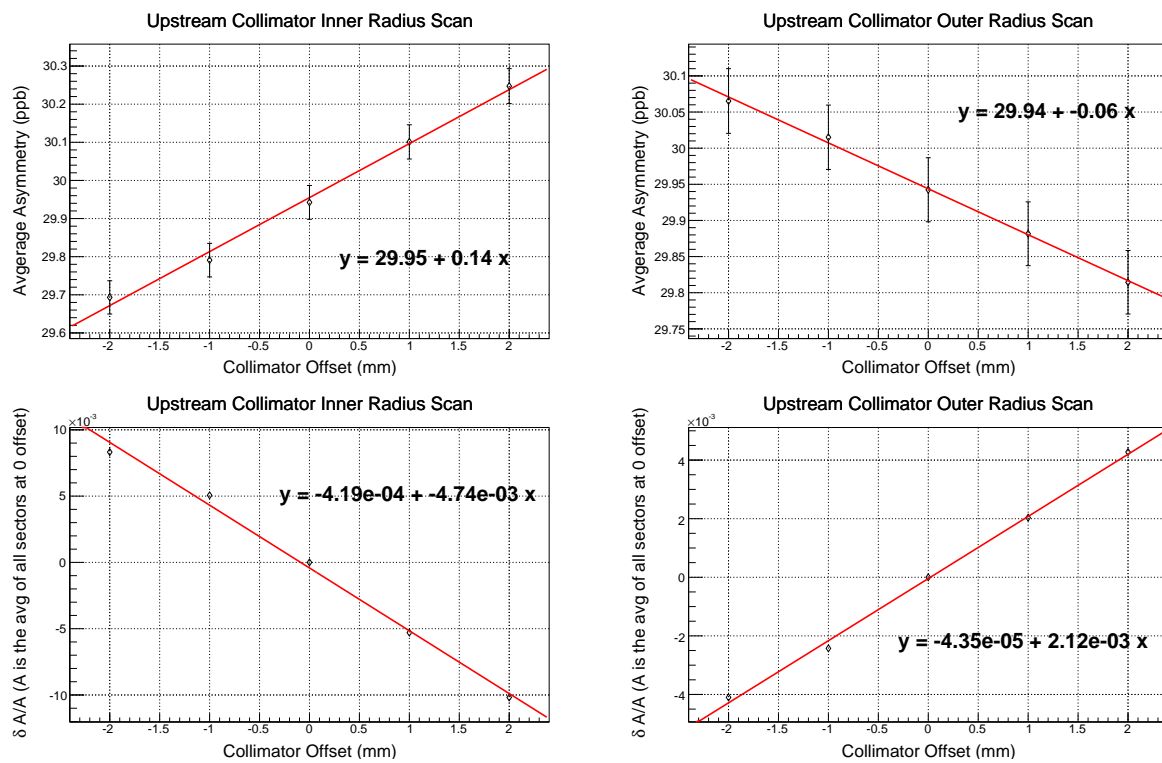 Upstream Collimator Inner Radius Scan
Avgerage Asymmetry (ppb)
30.3
30.2
30.1
30
29.9
29.8
29.7
29.6
y = 29.95 + 0.14 x
-2 -1.5 -1 -0.5 0 0.5 1 1.5 2
Collimator Offset (mm)
Upstream Collimator Outer Radius Scan
Avgerage Asymmetry (ppb)
30.1
30.05
30
29.95
29.9
29.85
29.8
29.75
y = 29.94 + -0.06 x
-2 -1.5 -1 -0.5 0 0.5 1 1.5 2
Collimator Offset (mm)
Upstream Collimator Inner Radius Scan
×10⁻³
δ A/A (A is the avg of all sectors at 0 offset)
10
5
0
-5
-10
y = -4.19e-04 + -4.74e-03 x
-2 -1.5 -1 -0.5 0 0.5 1 1.5 2
Collimator Offset (mm)
Upstream Collimator Outer Radius Scan
×10⁻³
δ A/A (A is the avg of all sectors at 0 offset)
4
2
0
-2
-4
y = -4.35e-05 + 2.12e-03 x
-2 -1.5 -1 -0.5 0 0.5 1 1.5 2
Collimator Offset (mm)